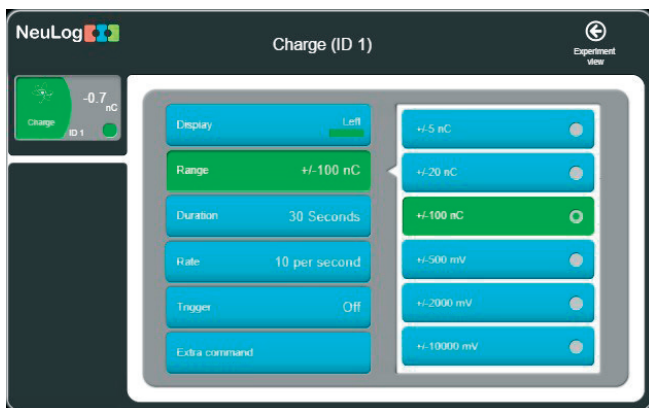 NeuLog
Charge (ID 1)
Experiment
view
-0.7
nC
Charge
ID 1
Display Left
Range +/-100 nC
Duration 30 Seconds
Rate 10 per second
Trigger Off
Extra command
+/-5 nC
+/-20 nC
+/-100 nC
+/-500 mV
+/-2000 mV
+/-10000 mV